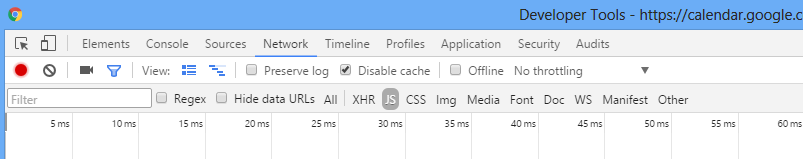 Developer Tools - https://calendar.google.c
Elements Console Sources Network Timeline Profiles Application Security Audits
View: Preserve log Disable cache Offline No throttling
Filter Regex Hide data URLs All XHR JS CSS Img Media Font Doc WS Manifest Other
5 ms 10 ms 15 ms 20 ms 25 ms 30 ms 35 ms 40 ms 45 ms 50 ms 55 ms 60 ms